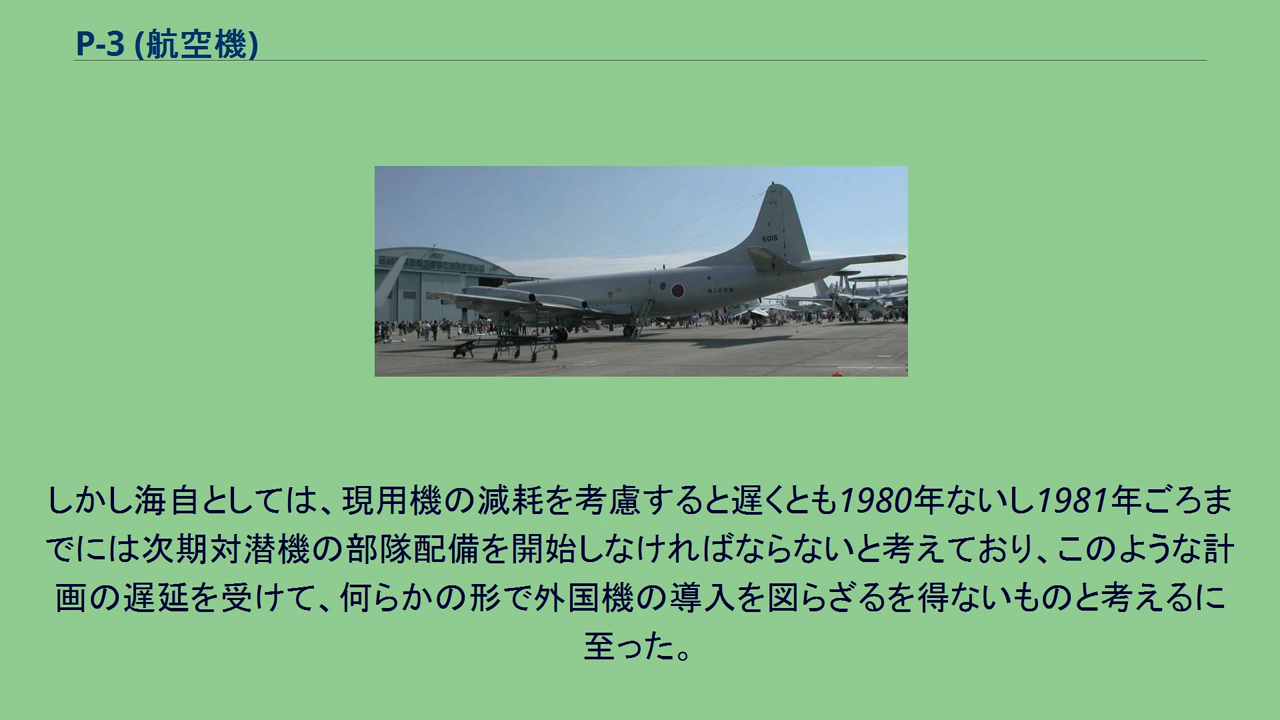 P-3 (航空機)
5015
しかし海自としては、現用機の減耗を考慮すると遅くとも1980年ないし1981年ごろま
でには次期対潜機の部隊配備を開始しなければならないと考えており、このような計
画の遅延を受けて、何らかの形で外国機の導入を図らざるを得ないものと考えるに
至った。